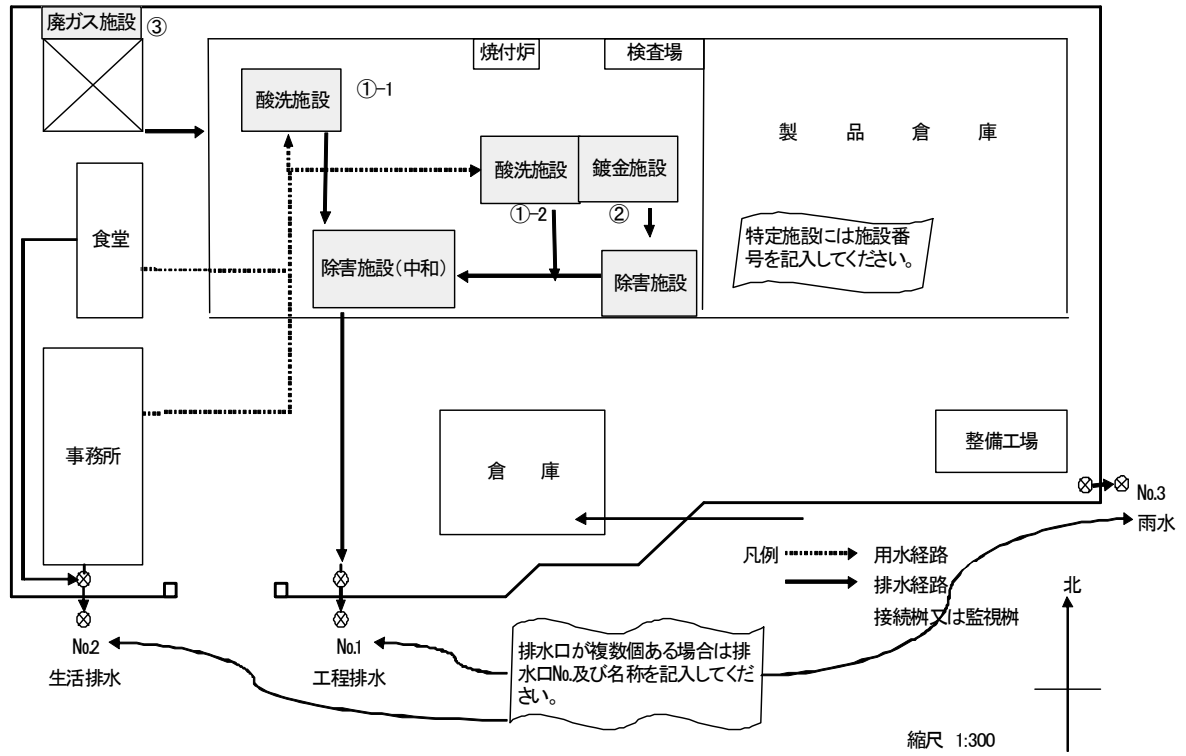 廃ガス施設
③
焼付炉
検査場
酸洗施設
①-1
製品倉庫
酸洗施設
鍍金施設
①-2
②
食堂
特定施設には施設番
号を記入してください。
除害施設(中和)
除害施設
事務所
倉庫
整備工場
No.3
雨水
凡例
用水経路
排水経路
接続桝又は監視桝
北
No.2
生活排水
No.1
工程排水
排水口が複数個ある場合は排
水口No.及び名称を記入してくだ
さい。
縮尺 1:300